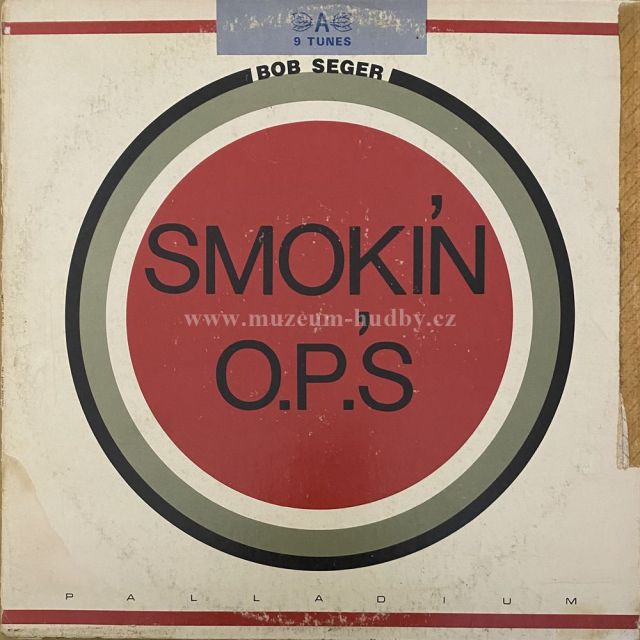 A
9 TUNES
BOB SEGER
SMOKIN'
www.muzeum-hudby.cz
O.P.'S
PALLADIUM